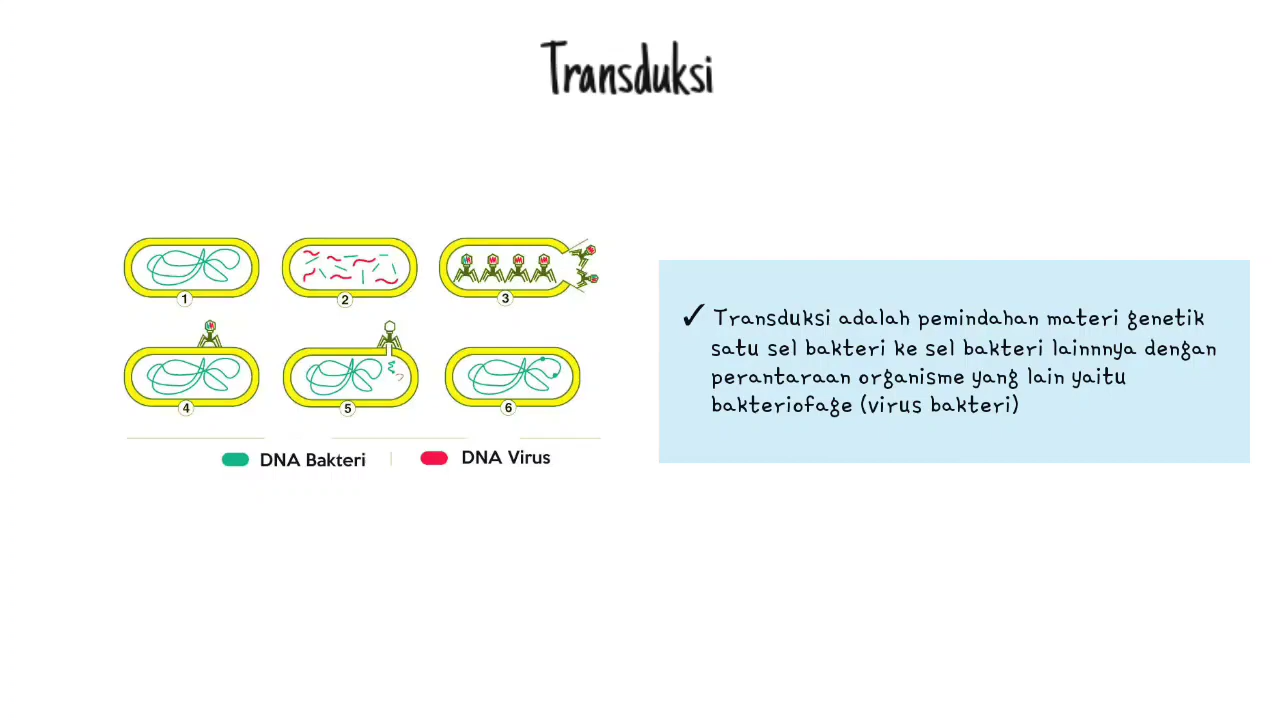 Transduksi
1
2
3
4
5
6
DNA Bakteri
DNA Virus
✓ Transduksi adalah pemindahan materi genetik
satu sel bakteri ke sel bakteri lainnnya dengan
perantaraan organisme yang lain yaitu
bakteriofage (virus bakteri)